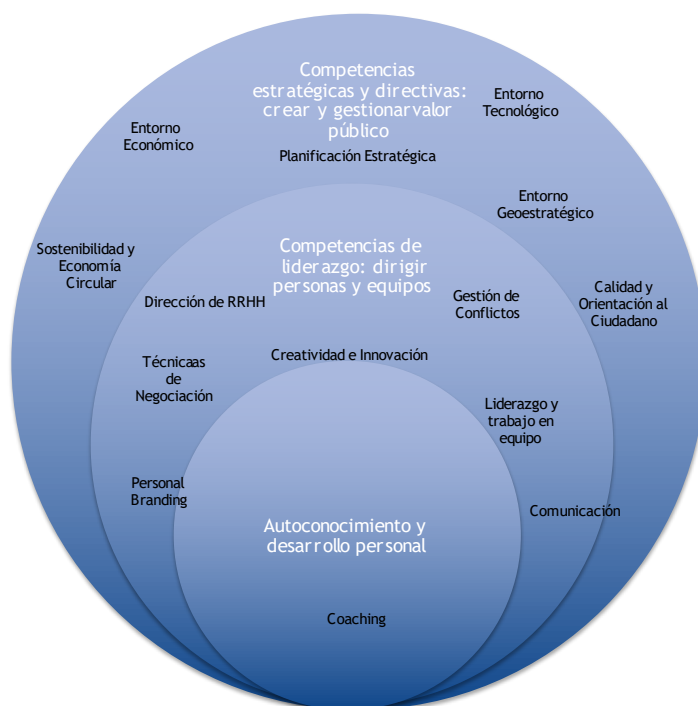 Competencias
estratégicas y directivas:
crear y gestionarvalor
público
Planificación Estratégica
Entorno
Tecnológico
Entorno
Económico
Entorno
Geoestratégico
Sostenibilidad y
Economía
Circular
Calidad y
Orientación al
Ciudadano
Competencias de
liderazgo: dirigir
personas y equipos
Dirección de RRHH
Gestión de
Conflictos
Creatividad e Innovación
Técnicaas
de
Negociación
Liderazgo y
trabajo en
equipo
Personal
Branding
Comunicación
Autoconocimiento y
desarrollo personal
Coaching